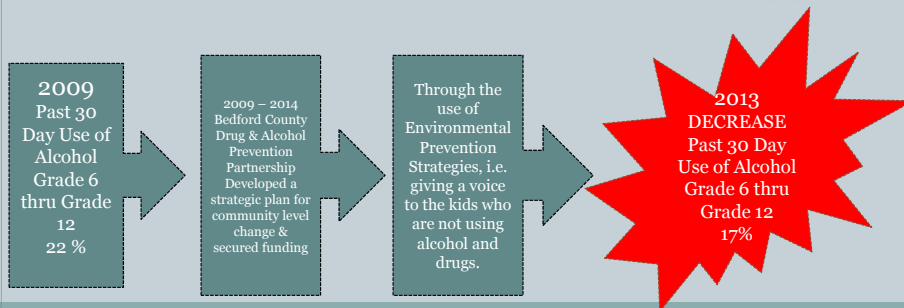 2009
Past 30
Day Use of
Alcohol
Grade 6
thru Grade
12
22 %
2009 – 2014
Bedford County
Drug & Alcohol
Prevention
Partnership
Developed a
strategic plan for
community level
change &
secured funding
Through the
use of
Environmental
Prevention
Strategies, i.e.
giving a voice
to the kids who
are not using
alcohol and
drugs.
2013
DECREASE
Past 30 Day
Use of Alcohol
Grade 6 thru
Grade 12
17%